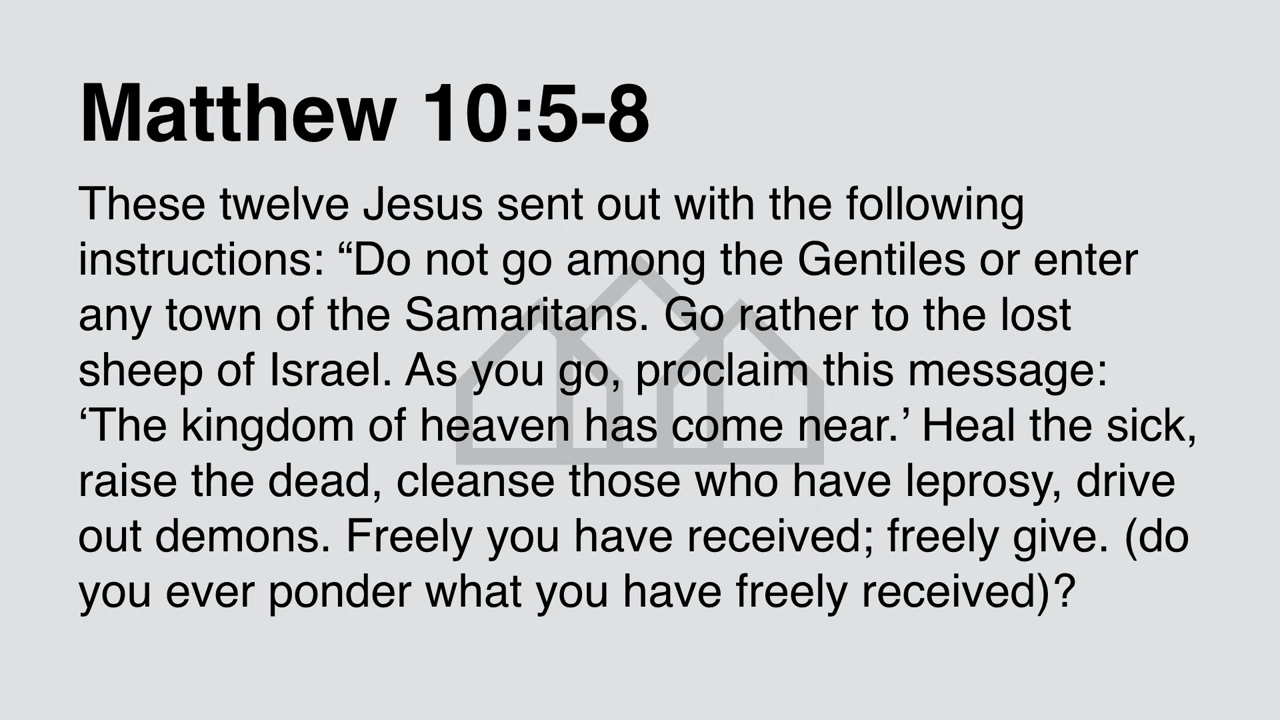 Matthew 10:5-8
These twelve Jesus sent out with the following
instructions: “Do not go among the Gentiles or enter
any town of the Samaritans. Go rather to the lost
sheep of Israel. As you go, proclaim this message:
‘The kingdom of heaven has come near.’ Heal the sick,
raise the dead, cleanse those who have leprosy, drive
out demons. Freely you have received; freely give. (do
you ever ponder what you have freely received)?